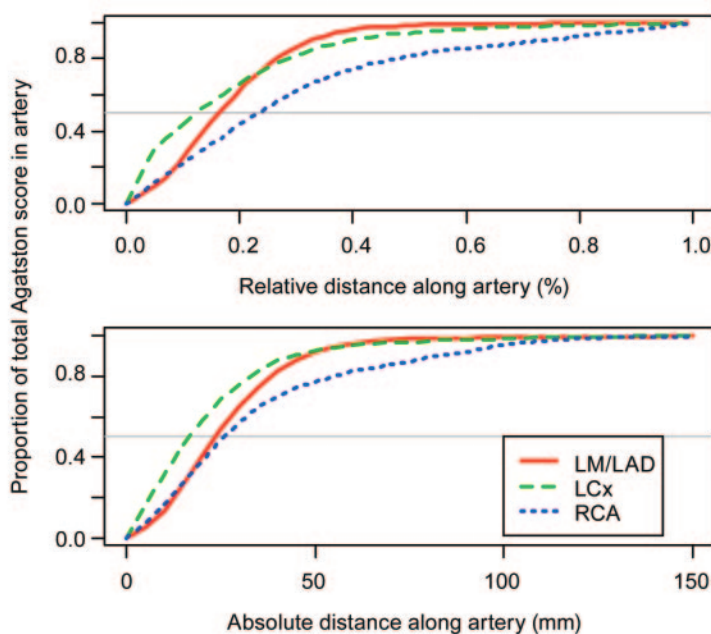 Proportion of total Agatston score in artery
0.8
0.4
0.0
0.0 0.2 0.4 0.6 0.8 1.0
Relative distance along artery (%)
0.8
0.4
0.0
LM/LAD
LCx
RCA
0 50 100 150
Absolute distance along artery (mm)